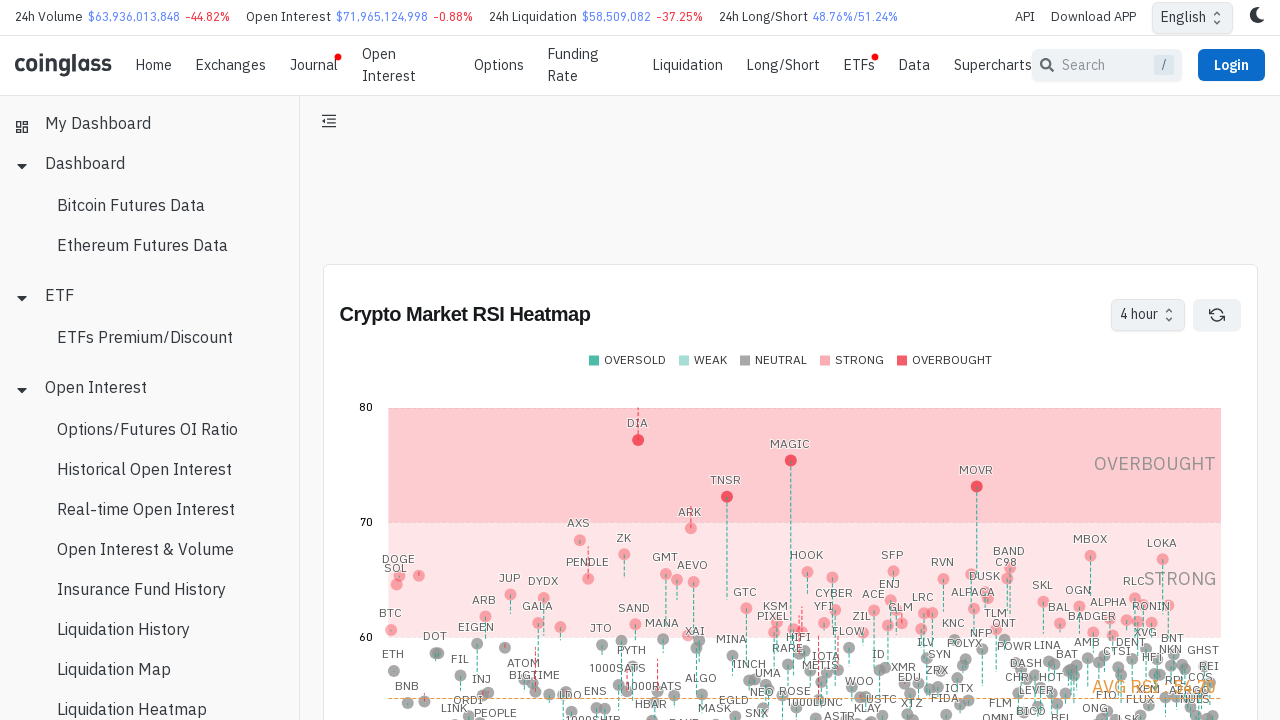 24h Volume $63,936,013,848 -44.82% Open Interest $71,965,124,998 -0.88% 24h Liquidation $58,509,082 -37.25% 24h Long/Short 48.76%/51.24% API Download APP English
coinglass Home Exchanges Journal Open Interest Options Funding Rate Liquidation Long/Short ETFs Data Supercharts Search / Login
My Dashboard
Dashboard
Bitcoin Futures Data
Ethereum Futures Data
ETF
ETFs Premium/Discount
Open Interest
Options/Futures OI Ratio
Historical Open Interest
Real-time Open Interest
Open Interest & Volume
Insurance Fund History
Liquidation History
Liquidation Map
Liquidation Heatmap
Crypto Market RSI Heatmap 4 hour
OVERSOLD WEAK NEUTRAL STRONG OVERBOUGHT
80
DIA
MAGIC
OVERBOUGHT
MOVR
TNSR
ARK
70 AXS
ZK MBOX LOKA
DOGE PENDLE GMT AEVO HOOK SFP RVN BAND C98
SOL JUP DYDX ENJ DUSK STRONG
SKL OGN RLC
ARB GALA GTC CYBER ACE LRC ALPACA
BTC SAND KSM YFI GLM BAL ALPHA RONIN
EIGEN JTO MANA PIXEL KNC TLM ONT BADGER
60 DOT XAI MINA HIFI FLOW ILV NFP XVG BNT
ETH FIL PYTH RARE IOTA ID SYN POLYX POWR LINA AMB DENT NKN GHST
ATOM 1000SATS 1INCH METIS XMR ZRX DASH BAT CTSI HFT REI
BNB BIGTIME 1000RATS ALGO UMA WOO EDU CHR HOT RPL COS
LDO ENS NEO ROSE IOTX LEVER XEM
ORDI HBAR EGLD 1000LUNC USTC FIDA FLUX
LINK PEOPLE MASK SNX KLAY XTZ FLM BICO ONG
ASTR